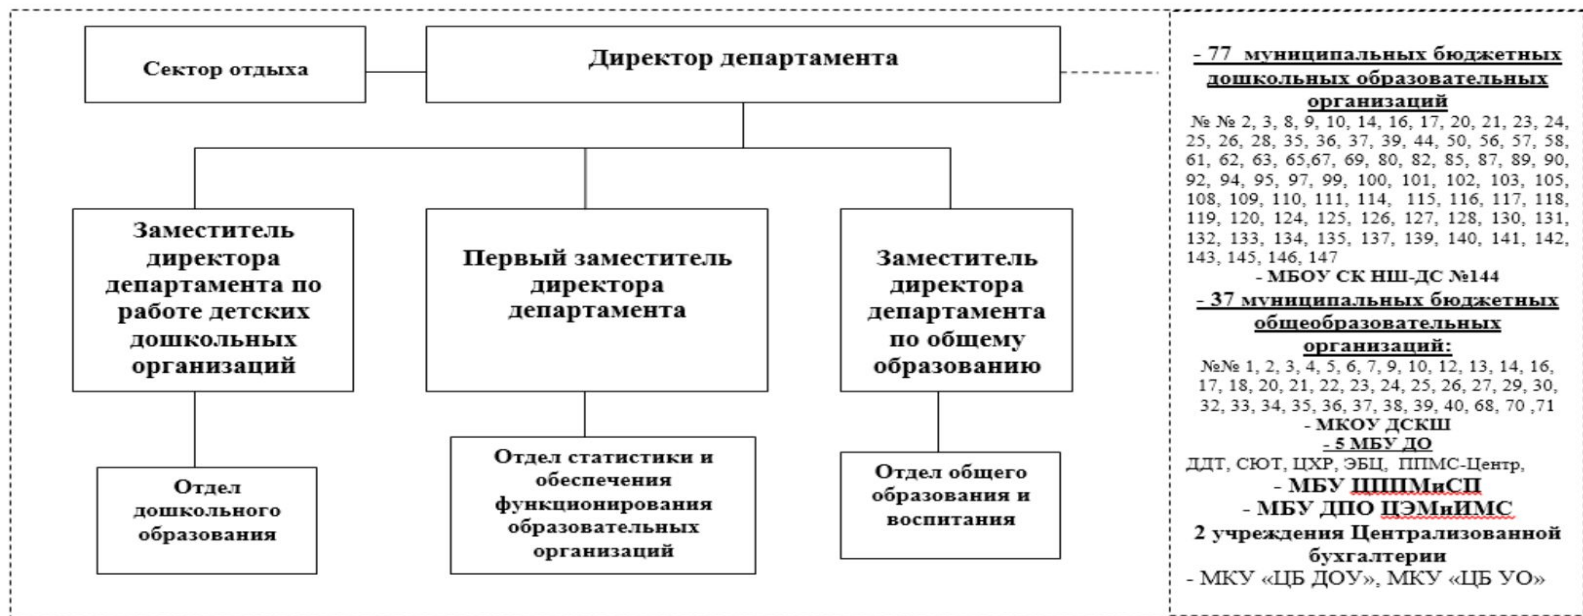 Сектор отдыха
Директор департамента
Заместитель
директора
департамента по
работе детских
дошкольных
организаций
Первый заместитель
директора
департамента
Заместитель
директора
департамента
по общему
образованию
Отдел
дошкольного
образования
Отдел статистики и
обеспечения
функционирования
образовательных
организаций
Отдел общего
образования и
воспитания
- 77 муниципальных бюджетных
дошкольных образовательных
организаций
№ № 2, 3, 8, 9, 10, 14, 16, 17, 20, 21, 23, 24,
25, 26, 28, 35, 36, 37, 39, 44, 50, 56, 57, 58,
61, 62, 63, 65,67, 69, 80, 82, 85, 87, 89, 90,
92, 94, 95, 97, 99, 100, 101, 102, 103, 105,
108, 109, 110, 111, 114, 115, 116, 117, 118,
119, 120, 124, 125, 126, 127, 128, 130, 131,
132, 133, 134, 135, 137, 139, 140, 141, 142,
143, 145, 146, 147
- МБОУ СК НШ-ДС №144
- 37 муниципальных бюджетных
общеобразовательных
организаций:
№№ 1, 2, 3, 4, 5, 6, 7, 9, 10, 12, 13, 14, 16,
17, 18, 20, 21, 22, 23, 24, 25, 26, 27, 29, 30,
32, 33, 34, 35, 36, 37, 38, 39, 40, 68, 70 ,71
- МКОУ ДСКШ
- 5 МБУ ДО
ДДТ, СЮТ, ЦХР, ЭБЦ, ППМС-Центр,
- МБУ ЦППМиСП
- МБУ ДПО ЦЭМиИМС
2 учреждения Централизованной
бухгалтерии
- МКУ «ЦБ ДОУ», МКУ «ЦБ УО»